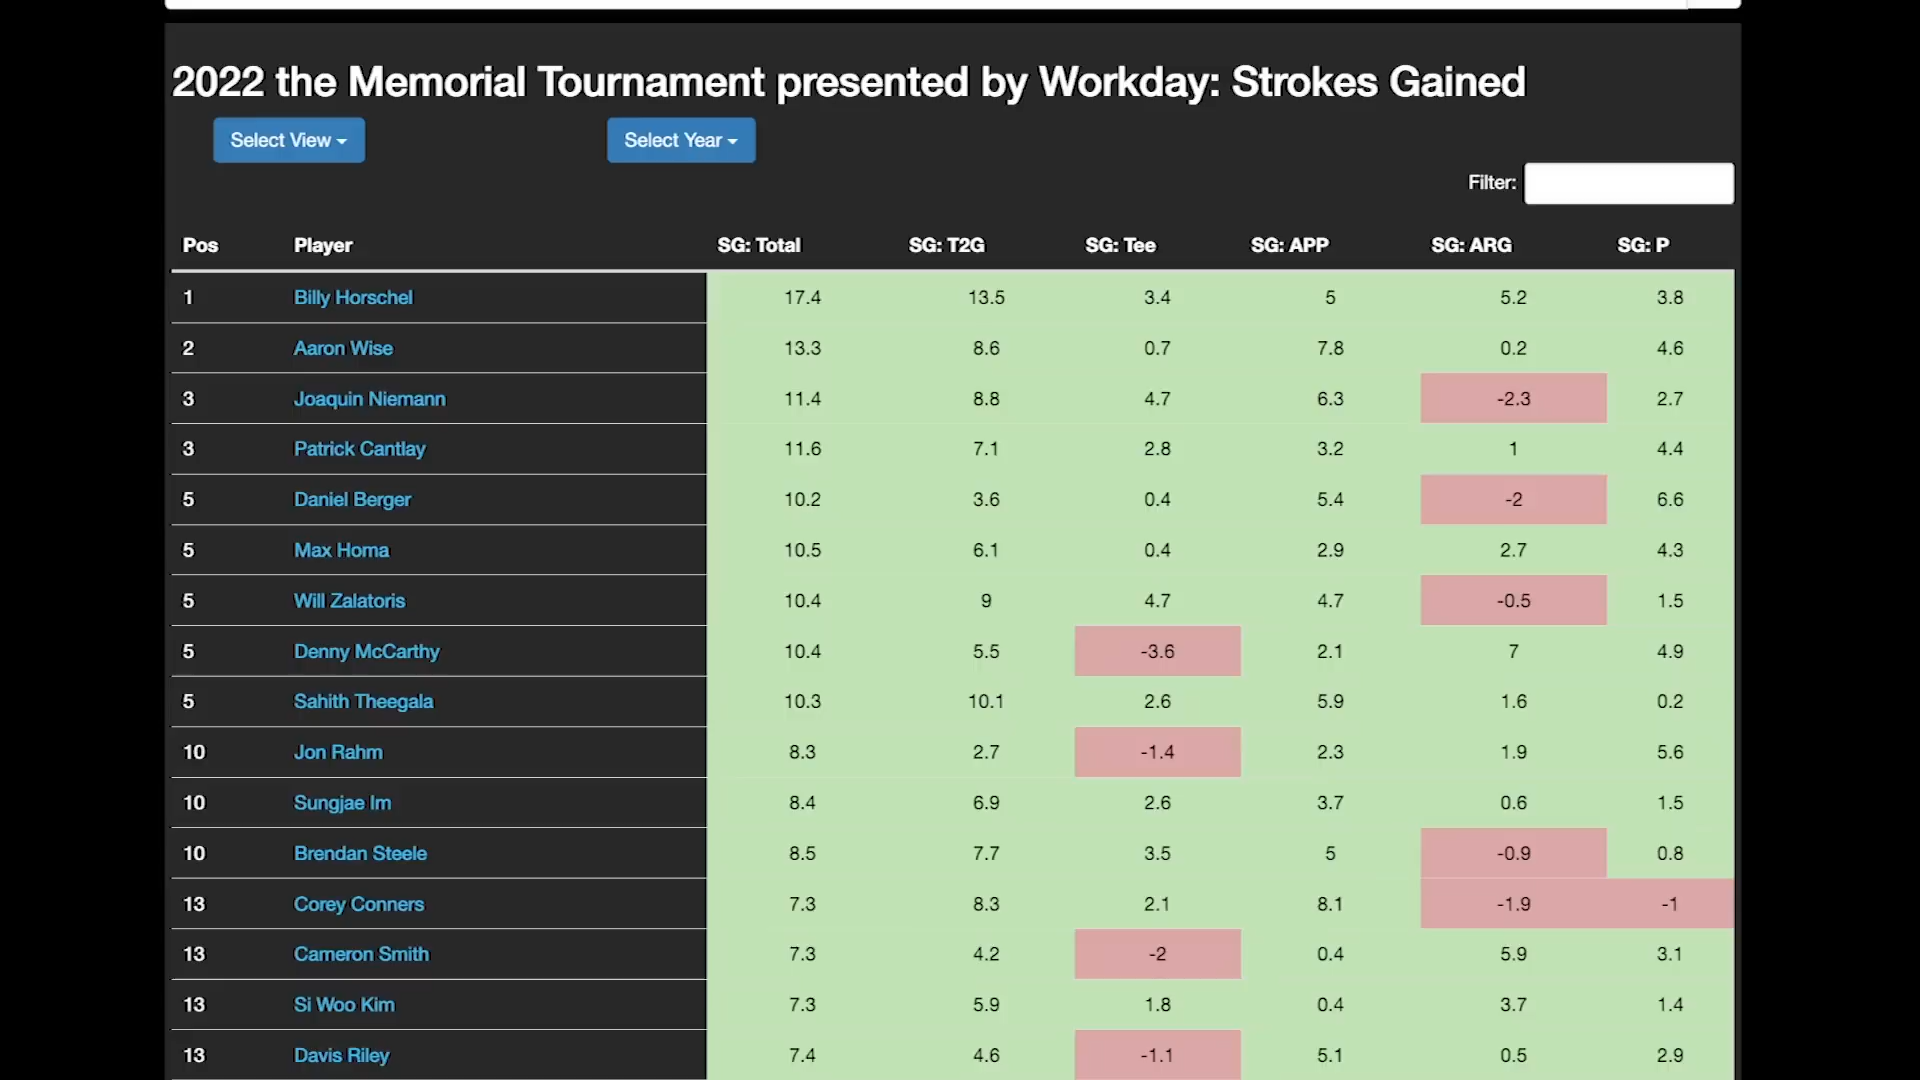 2022 the Memorial Tournament presented by Workday: Strokes Gained
Select View Select Year
Filter:
Pos Player SG: Total SG: T2G SG: Tee SG: APP SG: ARG SG: P
1 Billy Horschel 17.4 13.5 3.4 5 5.2 3.8
2 Aaron Wise 13.3 8.6 0.7 7.8 0.2 4.6
3 Joaquin Niemann 11.4 8.8 4.7 6.3 -2.3 2.7
3 Patrick Cantlay 11.6 7.1 2.8 3.2 1 4.4
5 Daniel Berger 10.2 3.6 0.4 5.4 -2 6.6
5 Max Homa 10.5 6.1 0.4 2.9 2.7 4.3
5 Will Zalatoris 10.4 9 4.7 4.7 -0.5 1.5
5 Denny McCarthy 10.4 5.5 -3.6 2.1 7 4.9
5 Sahith Theegala 10.3 10.1 2.6 5.9 1.6 0.2
10 Jon Rahm 8.3 2.7 -1.4 2.3 1.9 5.6
10 Sungjae Im 8.4 6.9 2.6 3.7 0.6 1.5
10 Brendan Steele 8.5 7.7 3.5 5 -0.9 0.8
13 Corey Conners 7.3 8.3 2.1 8.1 -1.9 -1
13 Cameron Smith 7.3 4.2 -2 0.4 5.9 3.1
13 Si Woo Kim 7.3 5.9 1.8 0.4 3.7 1.4
13 Davis Riley 7.4 4.6 -1.1 5.1 0.5 2.9